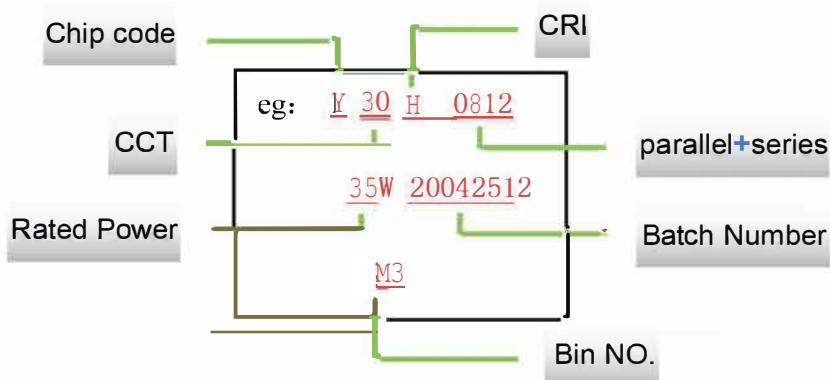 Chip code
CRI
eg: Y 30 H 0812
CCT
parallel+series
35W 20042512
Rated Power
Batch Number
M3
Bin NO.